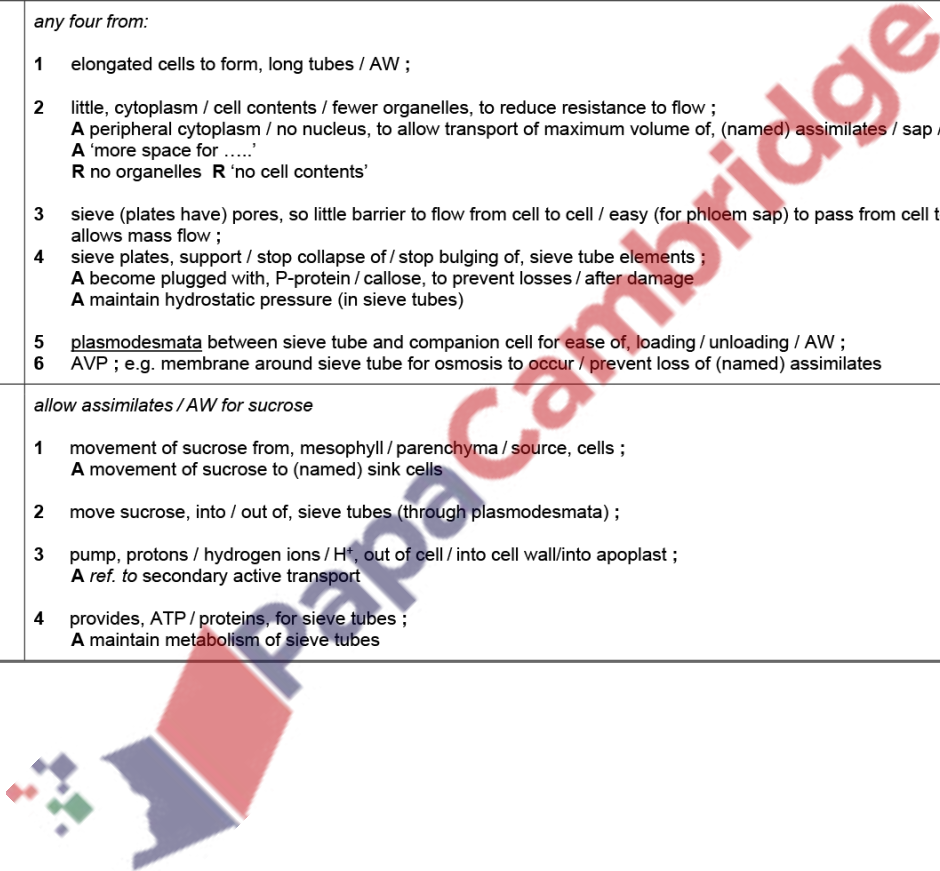 any four from:
1 elongated cells to form, long tubes / AW ;
2 little, cytoplasm / cell contents / fewer organelles, to reduce resistance to flow ;
A peripheral cytoplasm / no nucleus, to allow transport of maximum volume of, (named) assimilates / sap /
A ‘more space for …..’
R no organelles R ‘no cell contents’
3 sieve (plates have) pores, so little barrier to flow from cell to cell / easy (for phloem sap) to pass from cell
allows mass flow ;
4 sieve plates, support / stop collapse of / stop bulging of, sieve tube elements ;
A become plugged with, P-protein / callose, to prevent losses / after damage
A maintain hydrostatic pressure (in sieve tubes)
5 plasmodesmata between sieve tube and companion cell for ease of, loading / unloading / AW ;
6 AVP ; e.g. membrane around sieve tube for osmosis to occur / prevent loss of (named) assimilates
allow assimilates / AW for sucrose
1 movement of sucrose from, mesophyll / parenchyma / source, cells ;
A movement of sucrose to (named) sink cells
2 move sucrose, into / out of, sieve tubes (through plasmodesmata) ;
3 pump, protons / hydrogen ions / H⁺, out of cell / into cell wall/into apoplast ;
A ref. to secondary active transport
4 provides, ATP / proteins, for sieve tubes ;
A maintain metabolism of sieve tubes
PapaCambridge